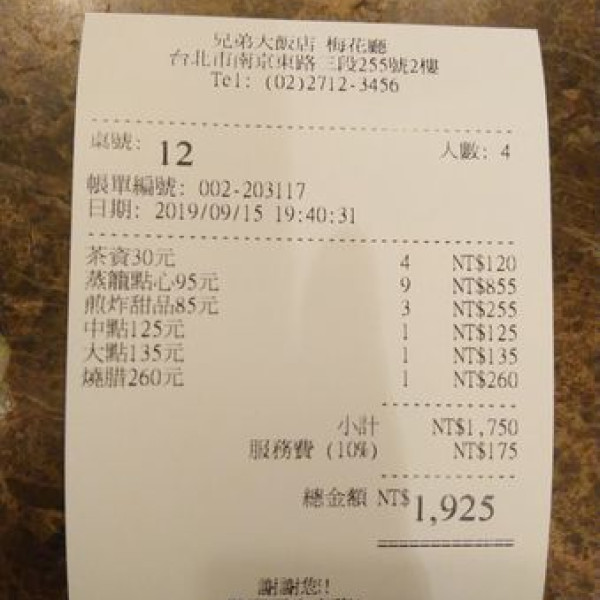 兄弟大飯店 梅花廳
台北市南京東路三段255號2樓
Tel: (02)2712-3456
桌號: 12 人數: 4
帳單編號: 002-203117
日期: 2019/09/15 19:40:31
茶資30元 4 NT$120
蒸籠點心95元 9 NT$855
煎炸甜品85元 3 NT$255
中點125元 1 NT$125
大點135元 1 NT$135
燒腊260元 1 NT$260
小計 NT$1,750
服務費 (10%) NT$175
總金額 NT$1,925
謝謝您!!